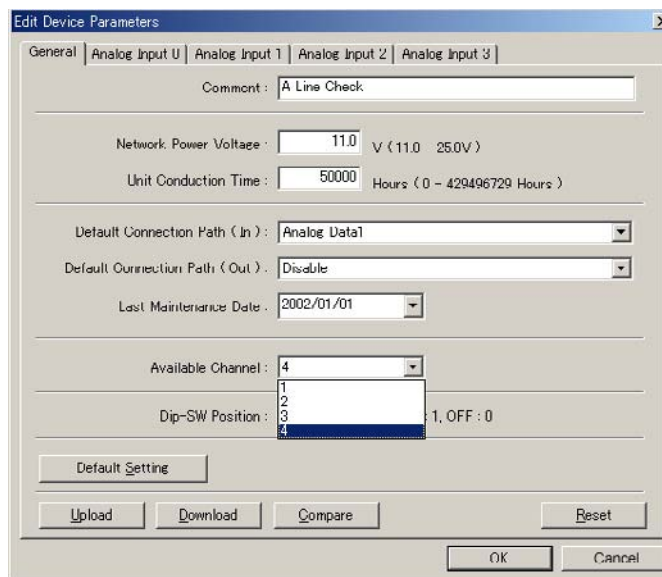 Edit Device Parameters
General Analog Input 0 Analog Input 1 Analog Input 2 Analog Input 3
Comment : A Line Check
Network Power Voltage : 11.0 V ( 11.0 25.0V )
Unit Conduction Time : 50000 Hours ( 0 - 429496729 Hours )
Default Connection Path ( In ) : Analog Data1
Default Connection Path ( Out ) : Disable
Last Maintenance Date : 2002/01/01
Available Channel : 4
1
2
Dip-SW Position : 3 : 1, OFF : 0
4
Default Setting
Upload Download Compare Reset
OK Cancel